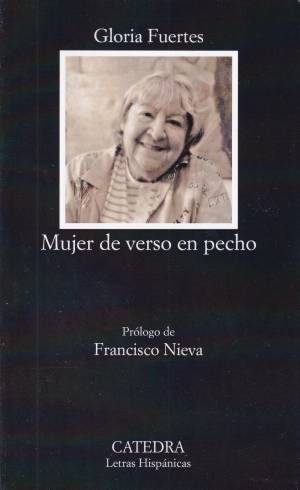 Gloria Fuertes
Mujer de verso en pecho
Prólogo de
Francisco Nieva
CATEDRA
Letras Hispánicas